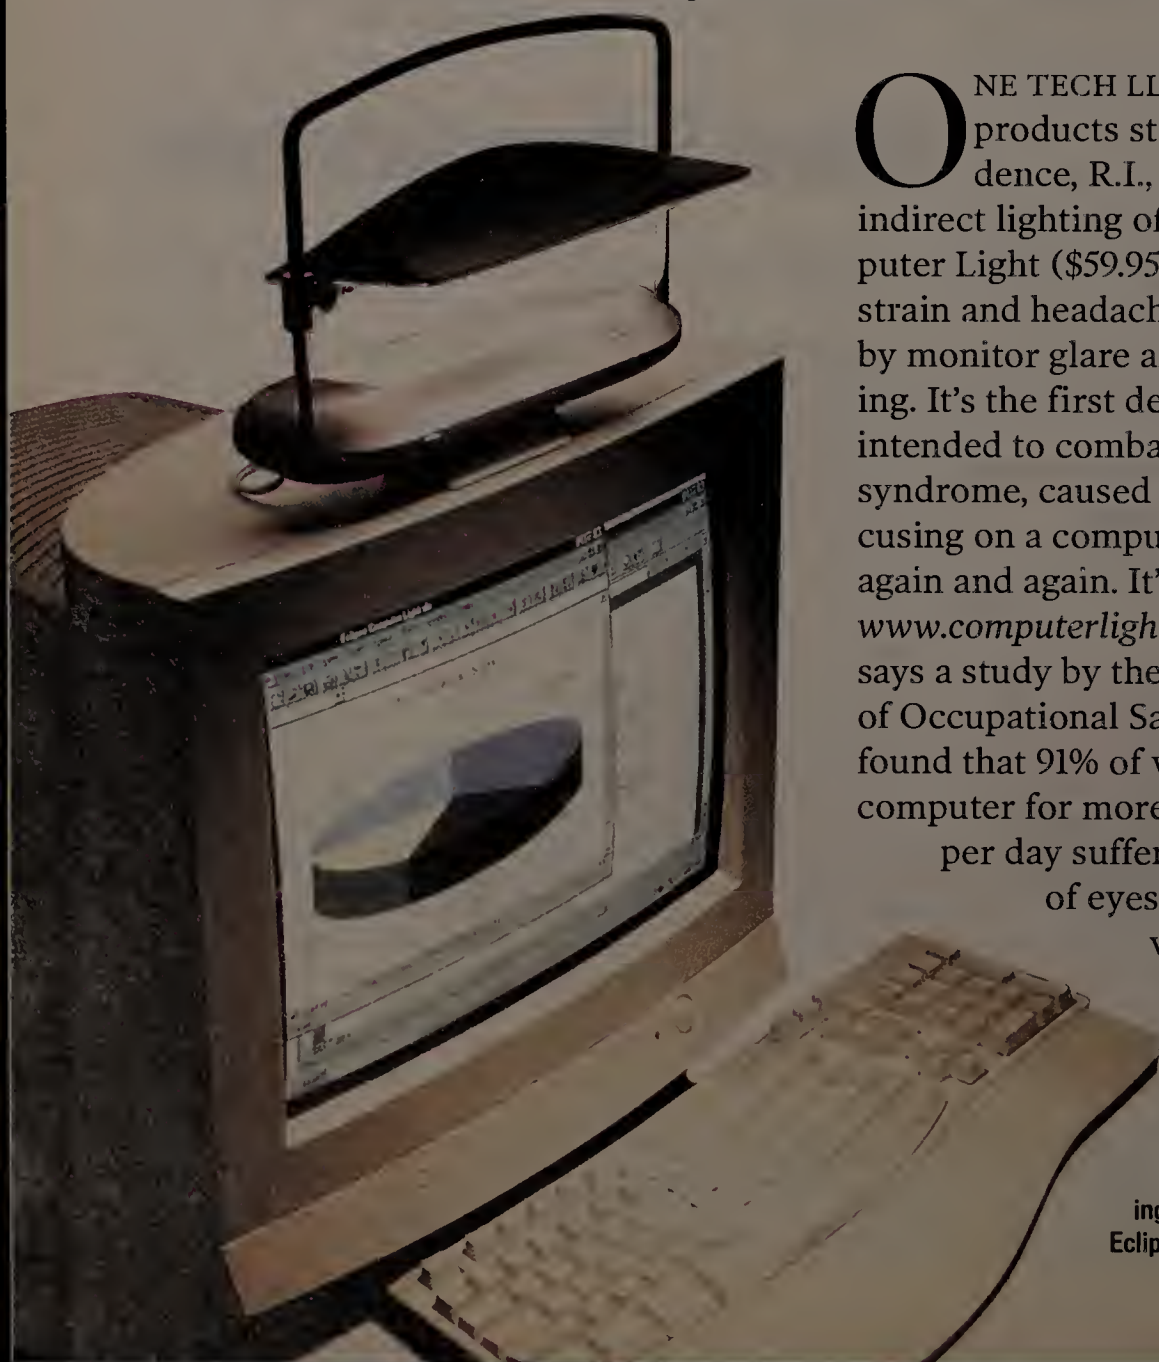 ONE TECH LL
products st
dence, R.I.,
indirect lighting of
puter Light ($59.95
strain and headach
by monitor glare a
ing. It's the first de
intended to comba
syndrome, caused
cusing on a compu
again and again. It'
www.computerligh
says a study by the
of Occupational Sa
found that 91% of w
computer for more
per day suffer
of eyes
ing
Eclip